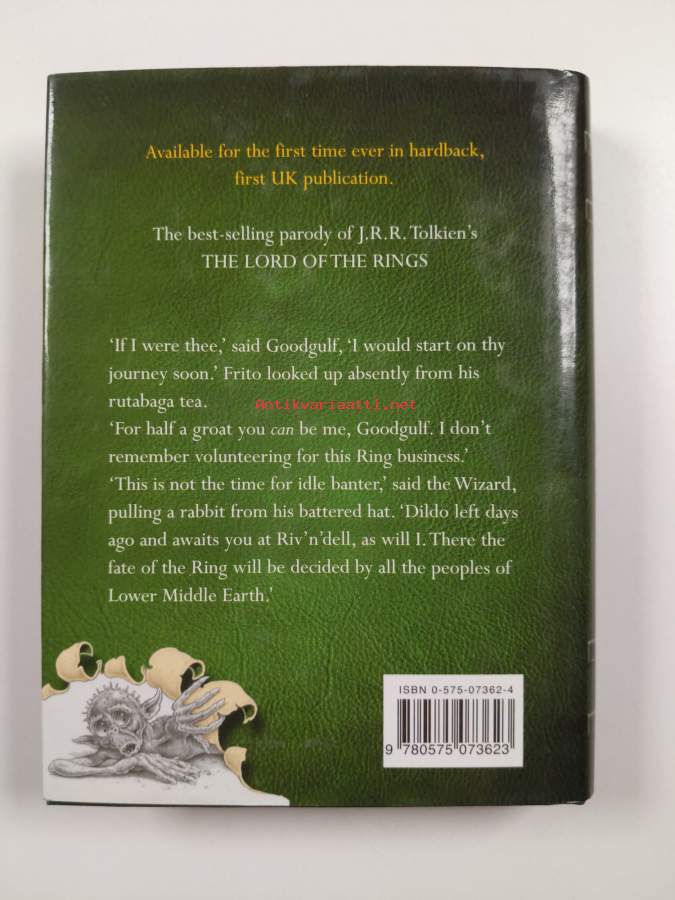 Available for the first time ever in hardback,
first UK publication.
The best-selling parody of J.R.R. Tolkien's
THE LORD OF THE RINGS
'If I were thee,' said Goodgulf, 'I would start on thy
journey soon.' Frito looked up absently from his
rutabaga tea.
Antikvariaatti.net
'For half a groat you can be me, Goodgulf. I don't
remember volunteering for this Ring business.'
'This is not the time for idle banter,' said the Wizard,
pulling a rabbit from his battered hat. 'Dildo left days
ago and awaits you at Riv'n'dell, as will I. There the
fate of the Ring will be decided by all the peoples of
Lower Middle Earth.'
ISBN 0-575-07362-4
9 780575 073623